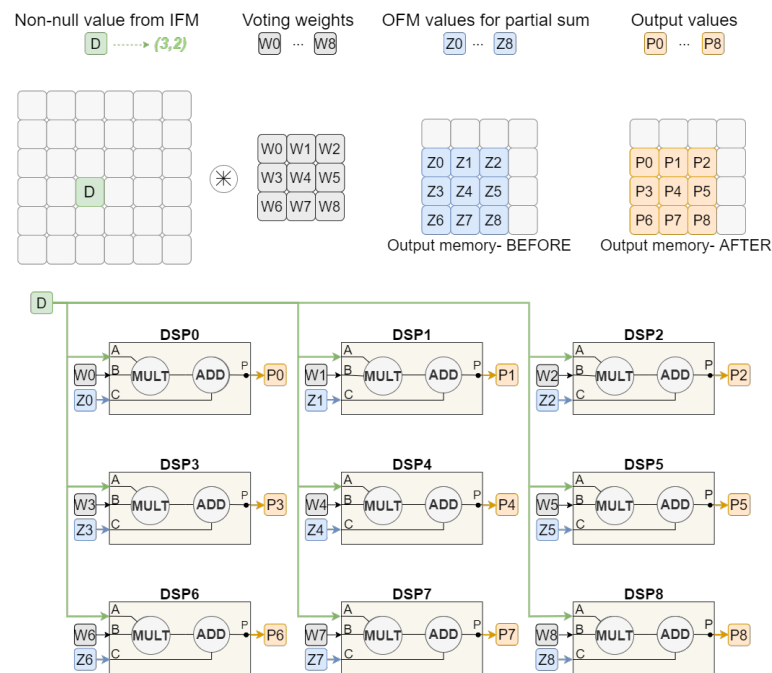 Non-null value from IFM
D (3,2)
Voting weights
W0 ... W8
OFM values for partial sum
Z0 ... Z8
Output values
P0 ... P8
D
W0 W1 W2
W3 W4 W5
W6 W7 W8
Z0 Z1 Z2
Z3 Z4 Z5
Z6 Z7 Z8
Output memory- BEFORE
P0 P1 P2
P3 P4 P5
P6 P7 P8
Output memory- AFTER
D
DSP0
A
W0 B MULT ADD P P0
Z0 C
DSP1
A
W1 B MULT ADD P P1
Z1 C
DSP2
A
W2 B MULT ADD P P2
Z2 C
DSP3
A
W3 B MULT ADD P P3
Z3 C
DSP4
A
W4 B MULT ADD P P4
Z4 C
DSP5
A
W5 B MULT ADD P P5
Z5 C
DSP6
A
W6 B MULT ADD P P6
Z6 C
DSP7
A
W7 B MULT ADD P P7
Z7 C
DSP8
A
W8 B MULT ADD P P8
Z8 C